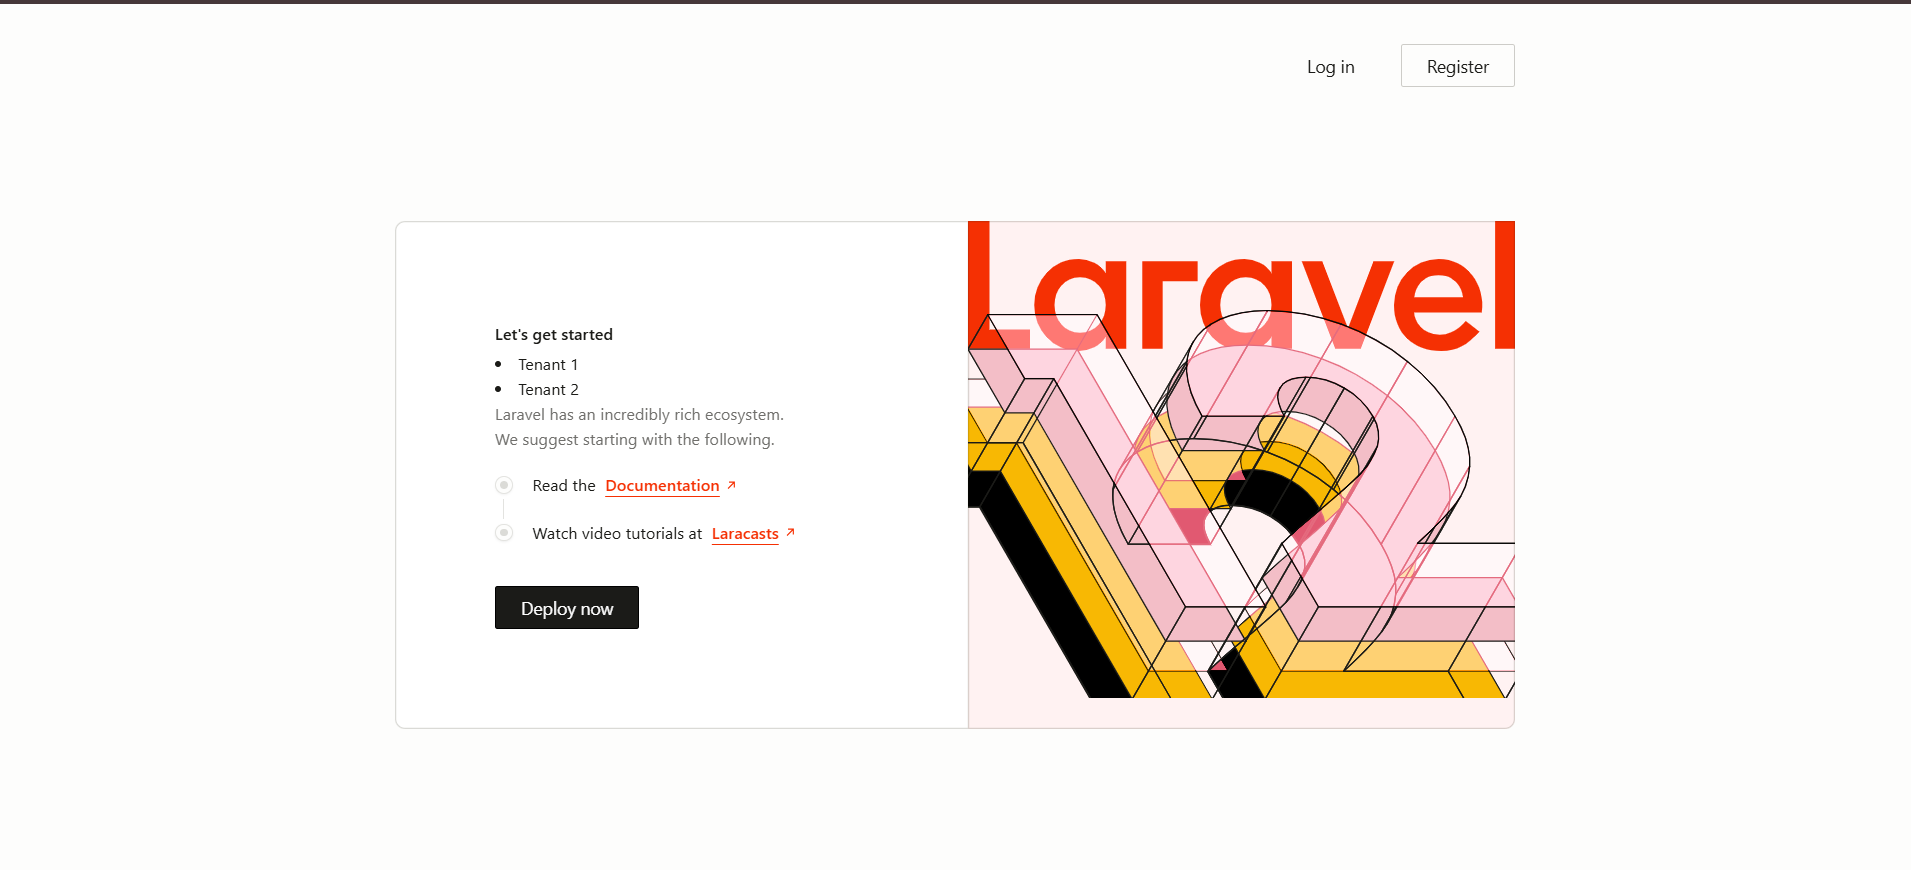 Log in
Register
Laravel
Let's get started
Tenant 1
Tenant 2
Laravel has an incredibly rich ecosystem.
We suggest starting with the following.
Read the Documentation
Watch video tutorials at Laracasts
Deploy now